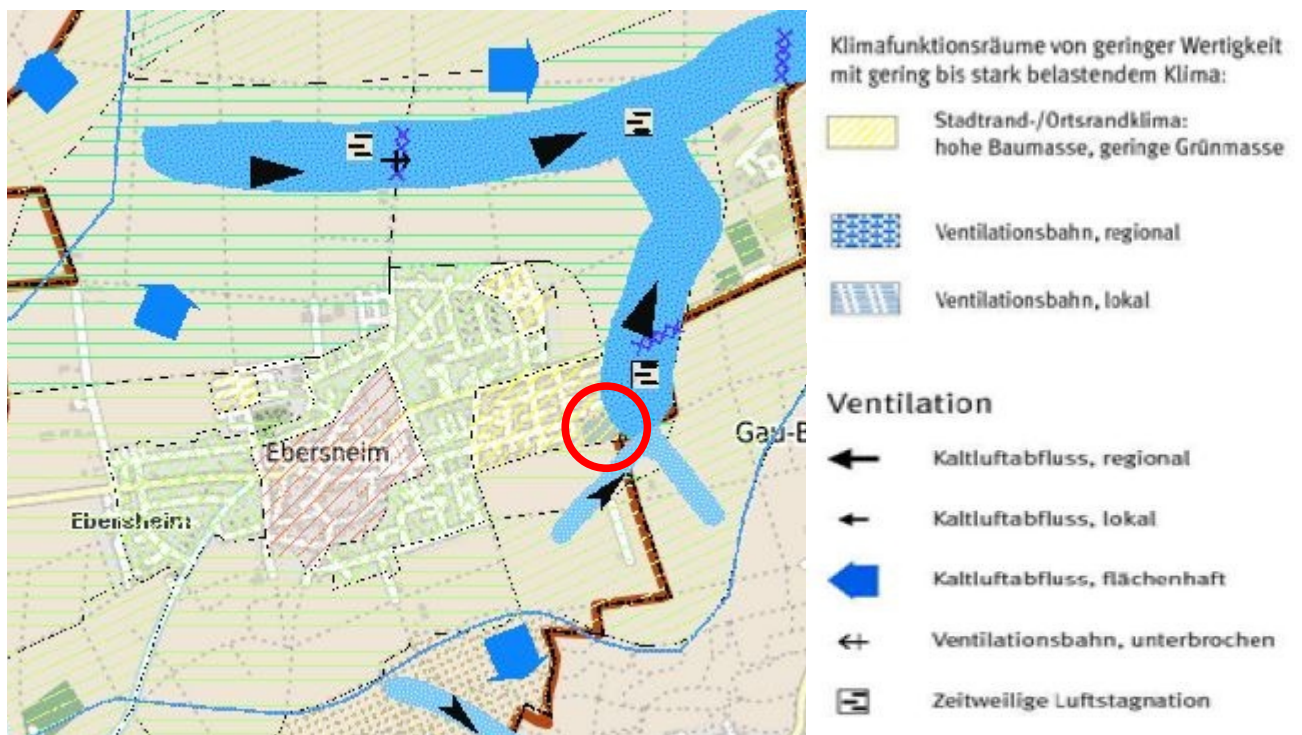 Ebersneim
Ebersheim
Gau-B
Klimafunktionsräume von geringer Wertigkeit
mit gering bis stark belastendem Klima:
Stadtrand-/Ortsrandklima:
hohe Baumasse, geringe Grünmasse
Ventilationsbahn, regional
Ventilationsbahn, lokal
Ventilation
Kaltluftabfluss, regional
Kaltluftabfluss, lokal
Kaltluftabfluss, flächenhaft
Ventilationsbahn, unterbrochen
Zeitweilige Luftstagnation